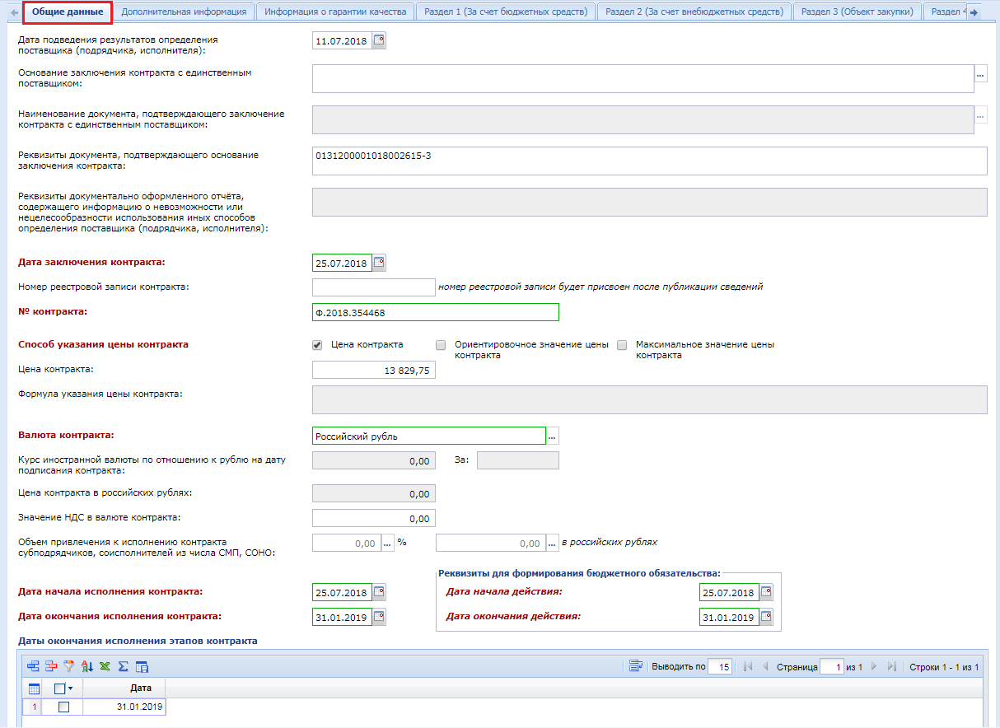 Общие данные
Дополнительная информация
Информация о гарантии качества
Раздел 1 (За счет бюджетных средств)
Раздел 2 (За счет внебюджетных средств)
Раздел 3 (Объект закупки)
Раздел 4
Дата подведения результатов определения
поставщика (подрядчика, исполнителя):
11.07.2018
Основание заключения контракта с единственным
поставщиком:
...
Наименование документа, подтверждающего заключение
контракта с единственным поставщиком:
...
Реквизиты документа, подтверждающего основание
заключения контракта:
0131200001018002615-3
Реквизиты документально оформленного отчёта,
содержащего информацию о невозможности или
нецелесообразности использования иных способов
определения поставщика (подрядчика, исполнителя):
Дата заключения контракта:
25.07.2018
Номер реестровой записи контракта:
номер реестровой записи будет присвоен после публикации сведений
№ контракта:
Ф.2018.354468
Способ указания цены контракта
Цена контракта
Ориентировочное значение цены
контракта
Максимальное значение цены
контракта
Цена контракта:
13 829,75
Формула указания цены контракта:
Валюта контракта:
Российский рубль
...
Курс иностранной валюты по отношению к рублю на дату
подписания контракта:
0,00
За:
Цена контракта в российских рублях:
0,00
Значение НДС в валюте контракта:
0,00
Объем привлечения к исполнению контракта
субподрядчиков, соисполнителей из числа СМП, СОНО:
0,00 ... %
0,00 ... в российских рублях
Реквизиты для формирования бюджетного обязательства:
Дата начала исполнения контракта:
25.07.2018
Дата начала действия:
25.07.2018
Дата окончания исполнения контракта:
31.01.2019
Дата окончания действия:
31.01.2019
Даты окончания исполнения этапов контракта
Выводить по 15
Страница 1 из 1
Строки 1 - 1 из 1
Дата
1
31.01.2019